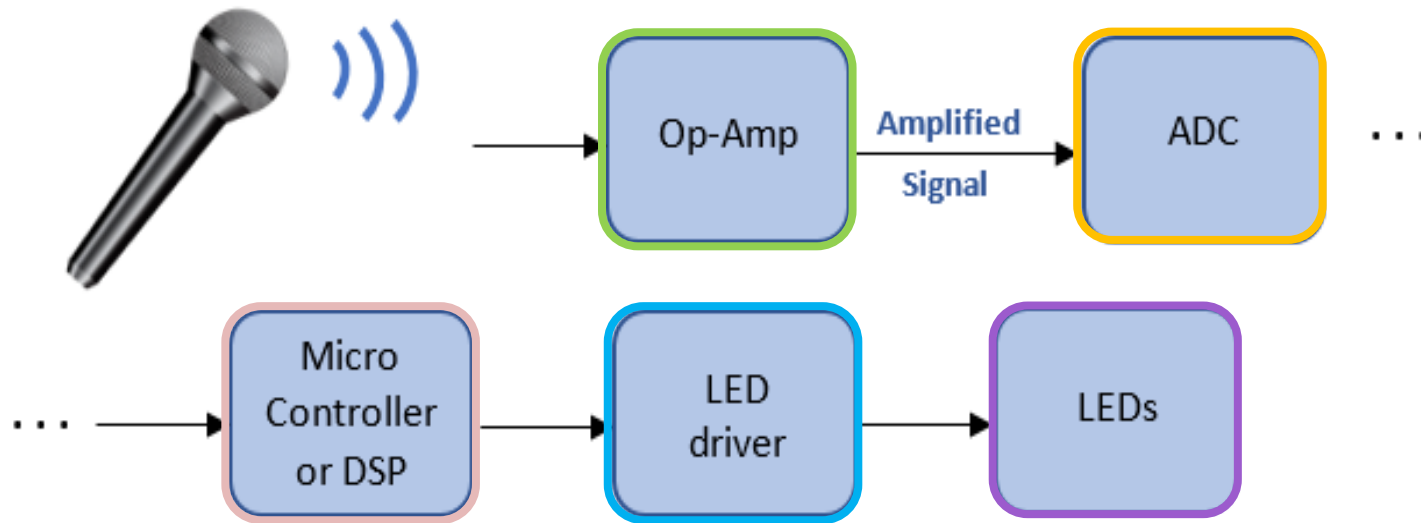 Op-Amp
Amplified
Signal
ADC
...
...
Micro
Controller
or DSP
LED
driver
LEDs